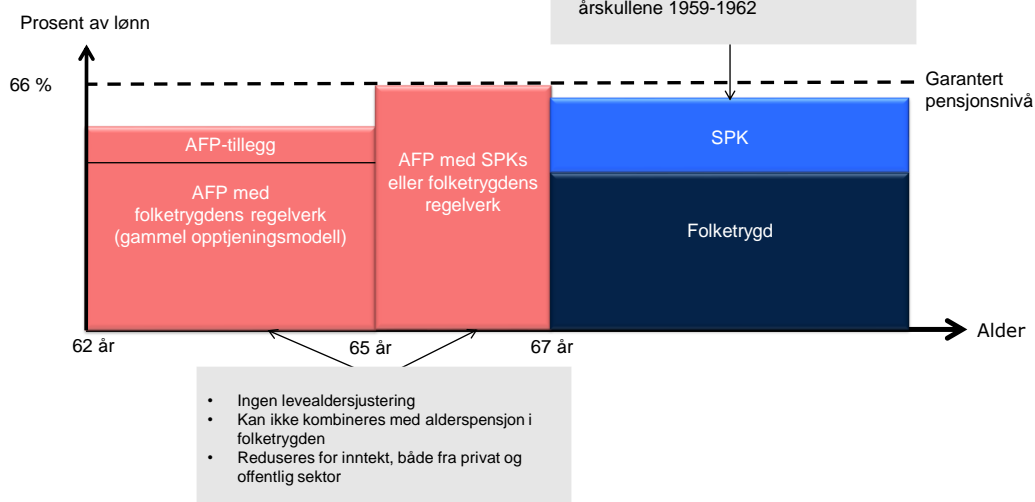 årskullene 1959-1962
Prosent av lønn
66 %
Garantert
pensjonsnivå
AFP-tillegg
AFP med
folketrygdens regelverk
(gammel opptjeningsmodell)
AFP med SPKs
eller folketrygdens
regelverk
SPK
Folketrygd
62 år
65 år
67 år
Alder
• Ingen levealdersjustering
• Kan ikke kombineres med alderspensjon i
folketrygden
• Reduseres for inntekt, både fra privat og
offentlig sektor